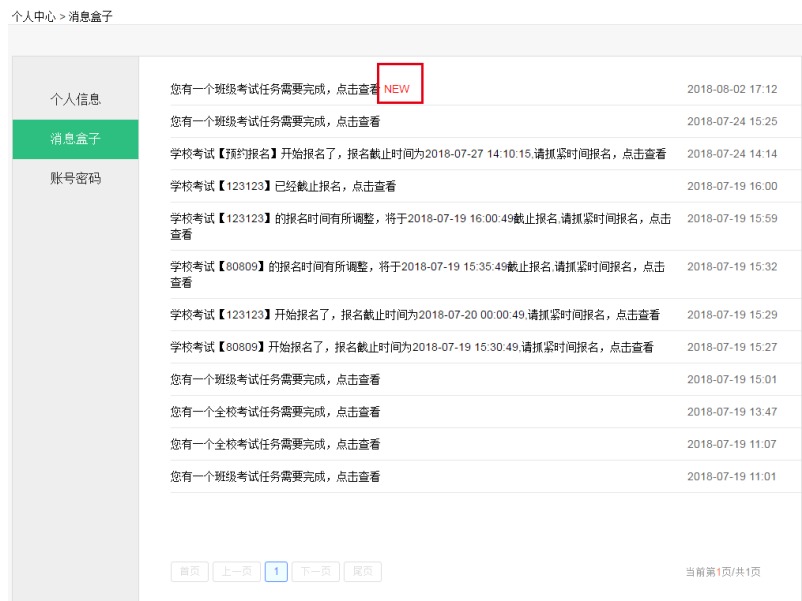 个人中心 > 消息盒子
个人信息
消息盒子
账号密码
您有一个班级考试任务需要完成，点击查看 NEW 2018-08-02 17:12
您有一个班级考试任务需要完成，点击查看 2018-07-24 15:25
学校考试【预约报名】开始报名了，报名截止时间为2018-07-27 14:10:15,请抓紧时间报名，点击查看 2018-07-24 14:14
学校考试【123123】已经截止报名，点击查看 2018-07-19 16:00
学校考试【123123】的报名时间有所调整，将于2018-07-19 16:00:49截止报名,请抓紧时间报名，点击 2018-07-19 15:59
查看
学校考试【80809】的报名时间有所调整，将于2018-07-19 15:35:49截止报名,请抓紧时间报名，点击 2018-07-19 15:32
查看
学校考试【123123】开始报名了，报名截止时间为2018-07-20 00:00:49,请抓紧时间报名，点击查看 2018-07-19 15:29
学校考试【80809】开始报名了，报名截止时间为2018-07-19 15:30:49,请抓紧时间报名，点击查看 2018-07-19 15:27
您有一个班级考试任务需要完成，点击查看 2018-07-19 15:01
您有一个全校考试任务需要完成，点击查看 2018-07-19 13:47
您有一个全校考试任务需要完成，点击查看 2018-07-19 11:07
您有一个班级考试任务需要完成，点击查看 2018-07-19 11:01
首页 上一页 1 下一页 尾页 当前第1页/共1页